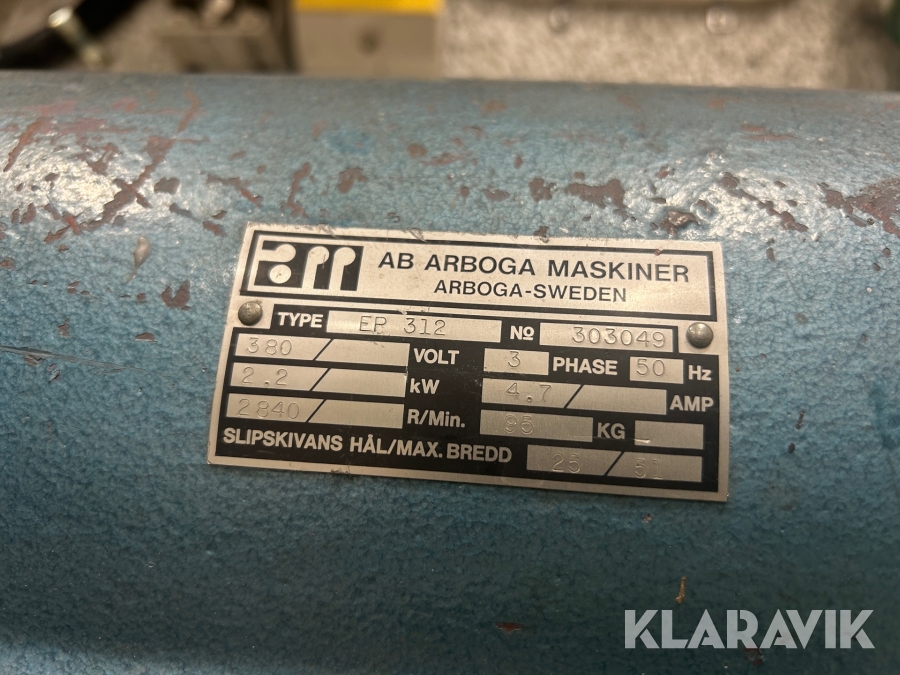 AB ARBOGA MASKINER
ARBOGA-SWEDEN
TYPE EP 312 Nº 303049
380/ VOLT 3 PHASE 50 Hz
2.2/ kW 4.7/ AMP
2840/ R/Min. 95 KG
SLIPSKIVANS HÅL/MAX. BREDD 25 /
KLARAVIK